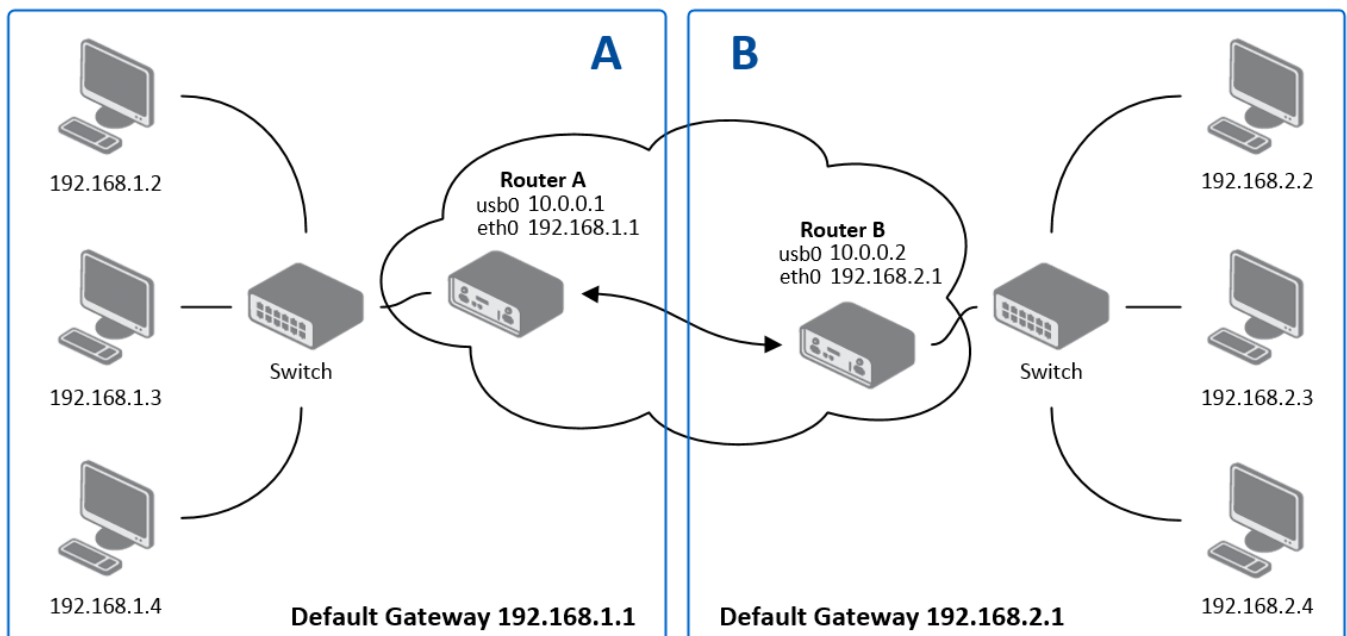 A
B
192.168.1.2
192.168.2.2
Router A
usb0 10.0.0.1
eth0 192.168.1.1
Router B
usb0 10.0.0.2
eth0 192.168.2.1
Switch
Switch
192.168.1.3
192.168.2.3
192.168.1.4
192.168.2.4
Default Gateway 192.168.1.1
Default Gateway 192.168.2.1